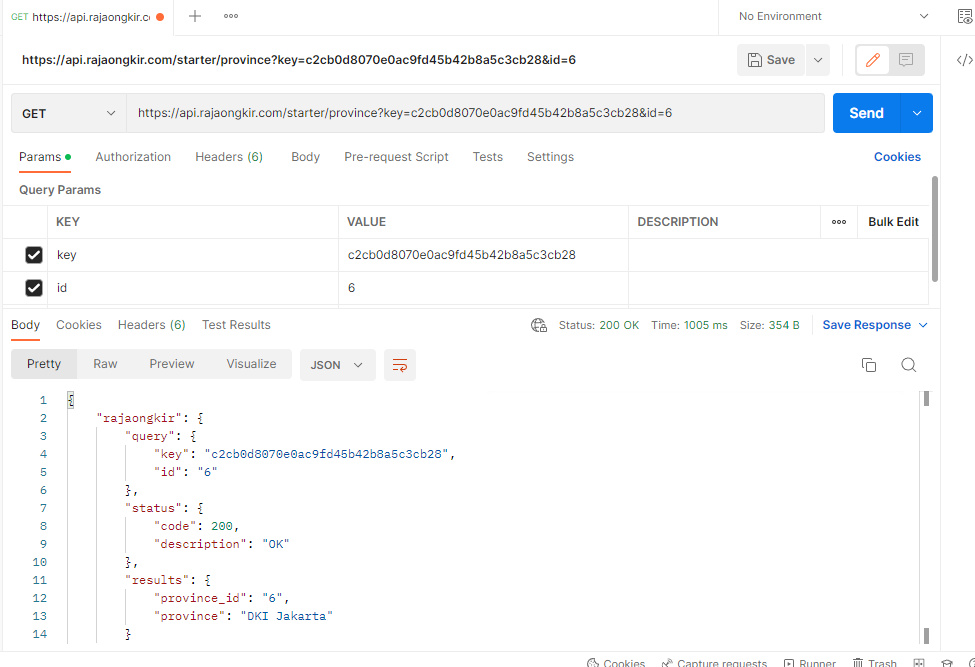 GET https://api.rajaongkir.cc
No Environment
https://api.rajaongkir.com/starter/province?key=c2cb0d8070e0ac9fd45b42b8a5c3cb28&id=6
Save
GET https://api.rajaongkir.com/starter/province?key=c2cb0d8070e0ac9fd45b42b8a5c3cb28&id=6
Send
Params Authorization Headers (6) Body Pre-request Script Tests Settings Cookies
Query Params
KEY VALUE DESCRIPTION Bulk Edit
key c2cb0d8070e0ac9fd45b42b8a5c3cb28
id 6
Body Cookies Headers (6) Test Results Status: 200 OK Time: 1005 ms Size: 354 B Save Response
Pretty Raw Preview Visualize JSON
1 {
2 "rajaongkir": {
3 "query": {
4 "key": "c2cb0d8070e0ac9fd45b42b8a5c3cb28",
5 "id": "6"
6 },
7 "status": {
8 "code": 200,
9 "description": "OK"
10 },
11 "results": {
12 "province_id": "6",
13 "province": "DKI Jakarta"
14 }
Cookies Capture requests Runner Trash